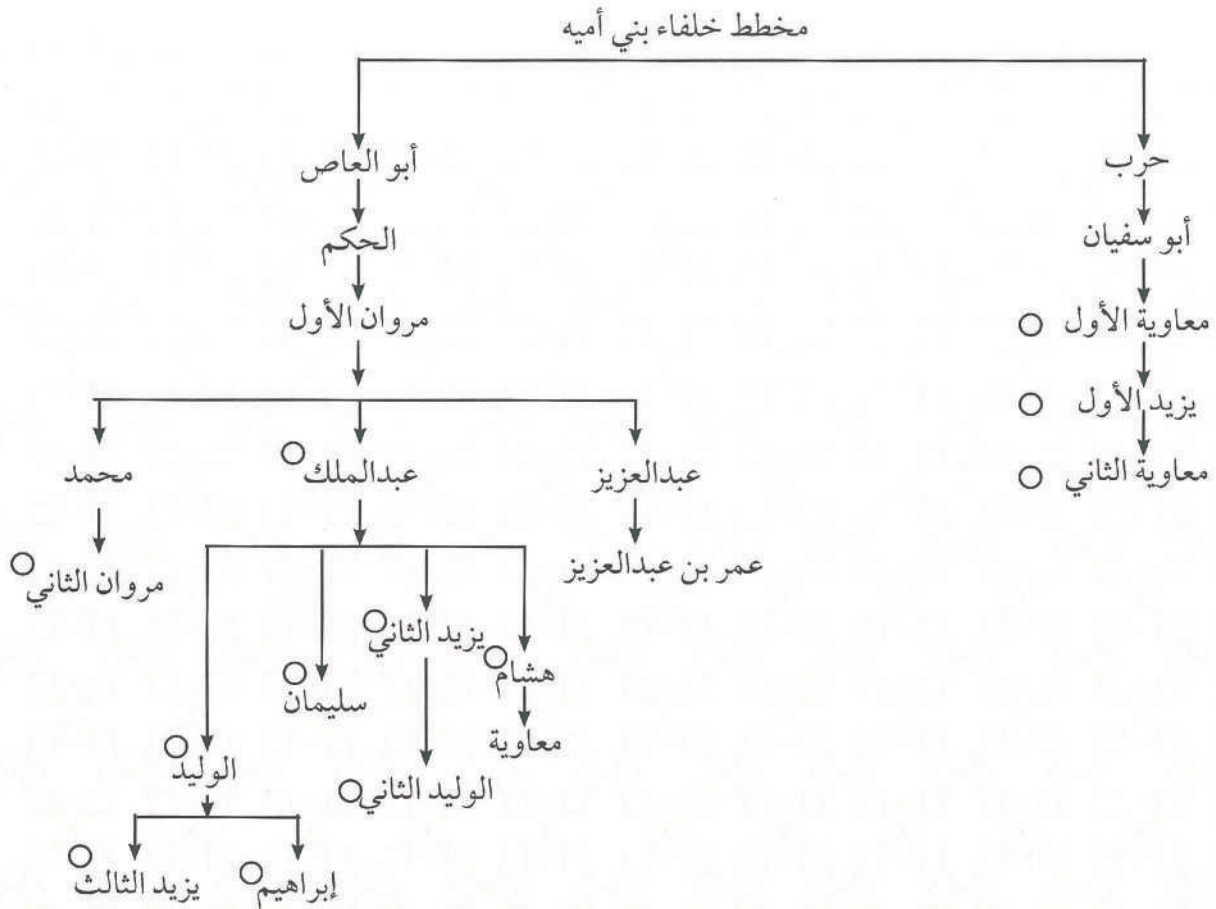 مخطط خلفاء بني أميه
حرب
أبو العاص
أبو سفيان
الحكم
معاوية الأول
مروان الأول
يزيد الأول
معاوية الثاني
عبدالعزيز
عبدالملك
محمد
عمر بن عبدالعزيز
مروان الثاني
هشام
يزيد الثاني
سليمان
الوليد
معاوية
الوليد الثاني
إبراهيم
يزيد الثالث